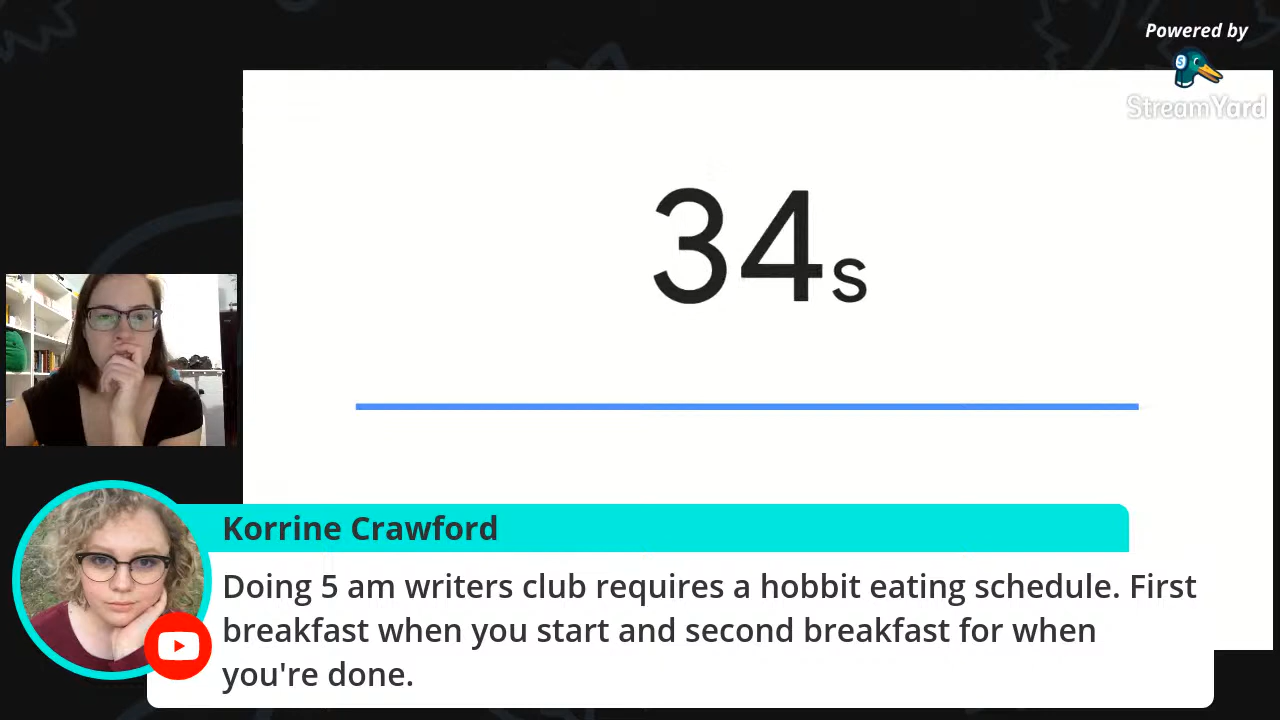 Powered by
StreamYard
34s
Korrine Crawford
Doing 5 am writers club requires a hobbit eating schedule. First
breakfast when you start and second breakfast for when
you're done.